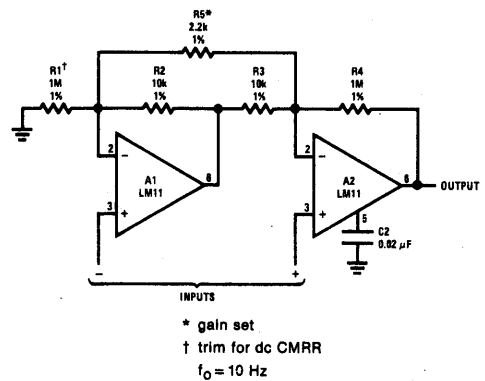 R5*
2.2k
1%
R1†
1M
1%
R2
10k
1%
R3
10k
1%
R4
1M
1%
2
−
A1
LM11
6
3
+
2
−
A2
LM11
6
OUTPUT
3
+
5
C2
0.02 μF
−
+
INPUTS
* gain set
† trim for dc CMRR
fO = 10 Hz